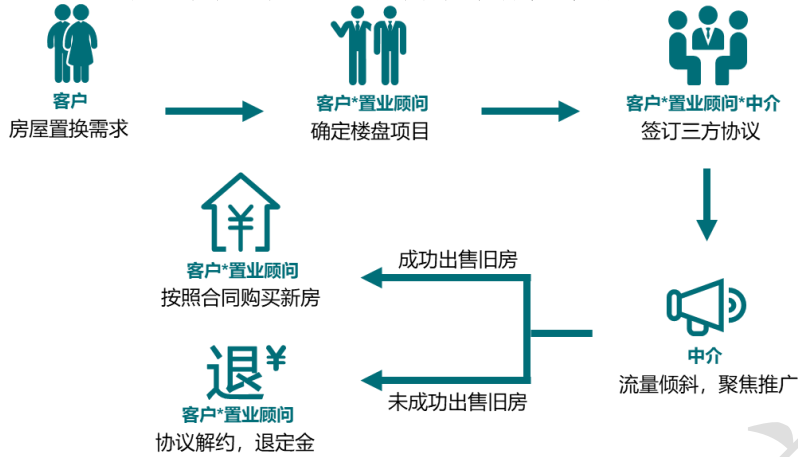 客户
房屋置换需求
客户*置业顾问
确定楼盘项目
客户*置业顾问*中介
签订三方协议
¥
客户*置业顾问
按照合同购买新房
成功出售旧房
中介
流量倾斜，聚焦推广
退¥
客户*置业顾问
协议解约，退定金
未成功出售旧房